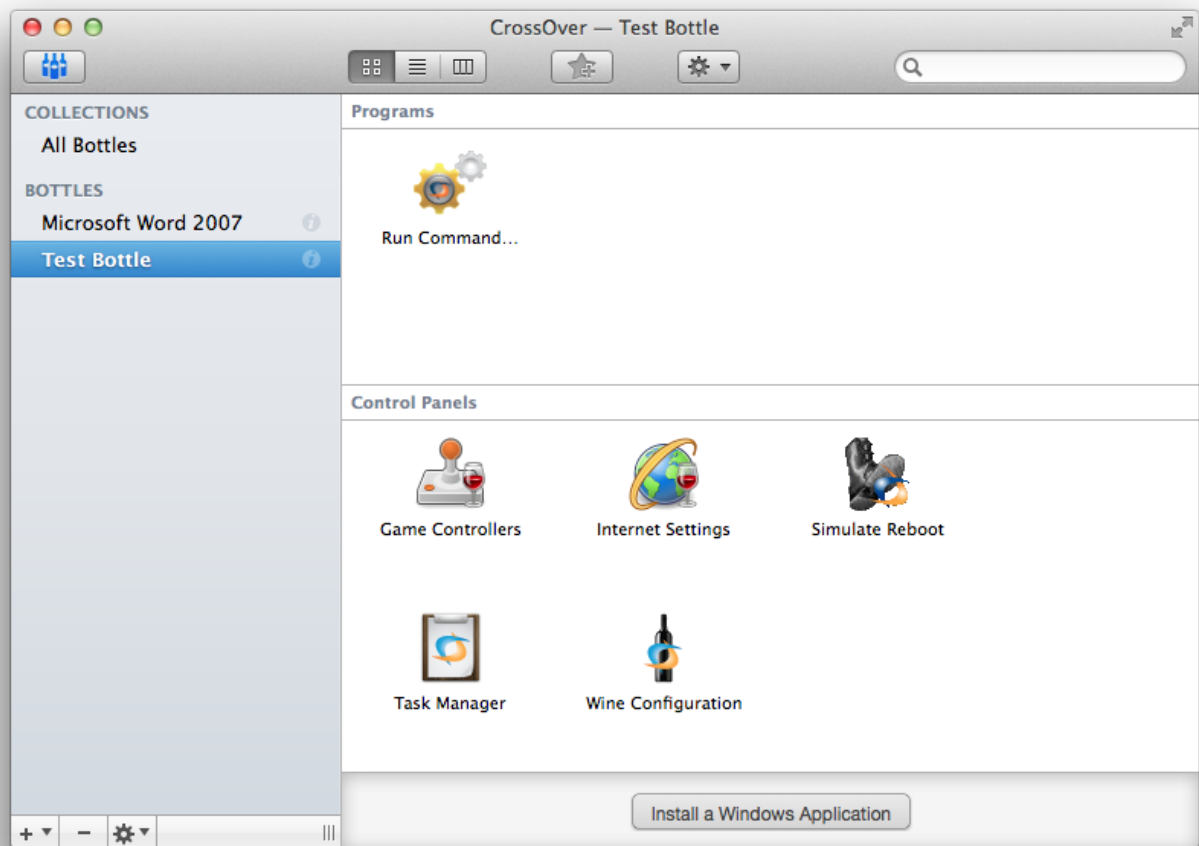 CrossOver — Test Bottle
COLLECTIONS
All Bottles
BOTTLES
Microsoft Word 2007
Test Bottle
Programs
Run Command...
Control Panels
Game Controllers
Internet Settings
Simulate Reboot
Task Manager
Wine Configuration
Install a Windows Application